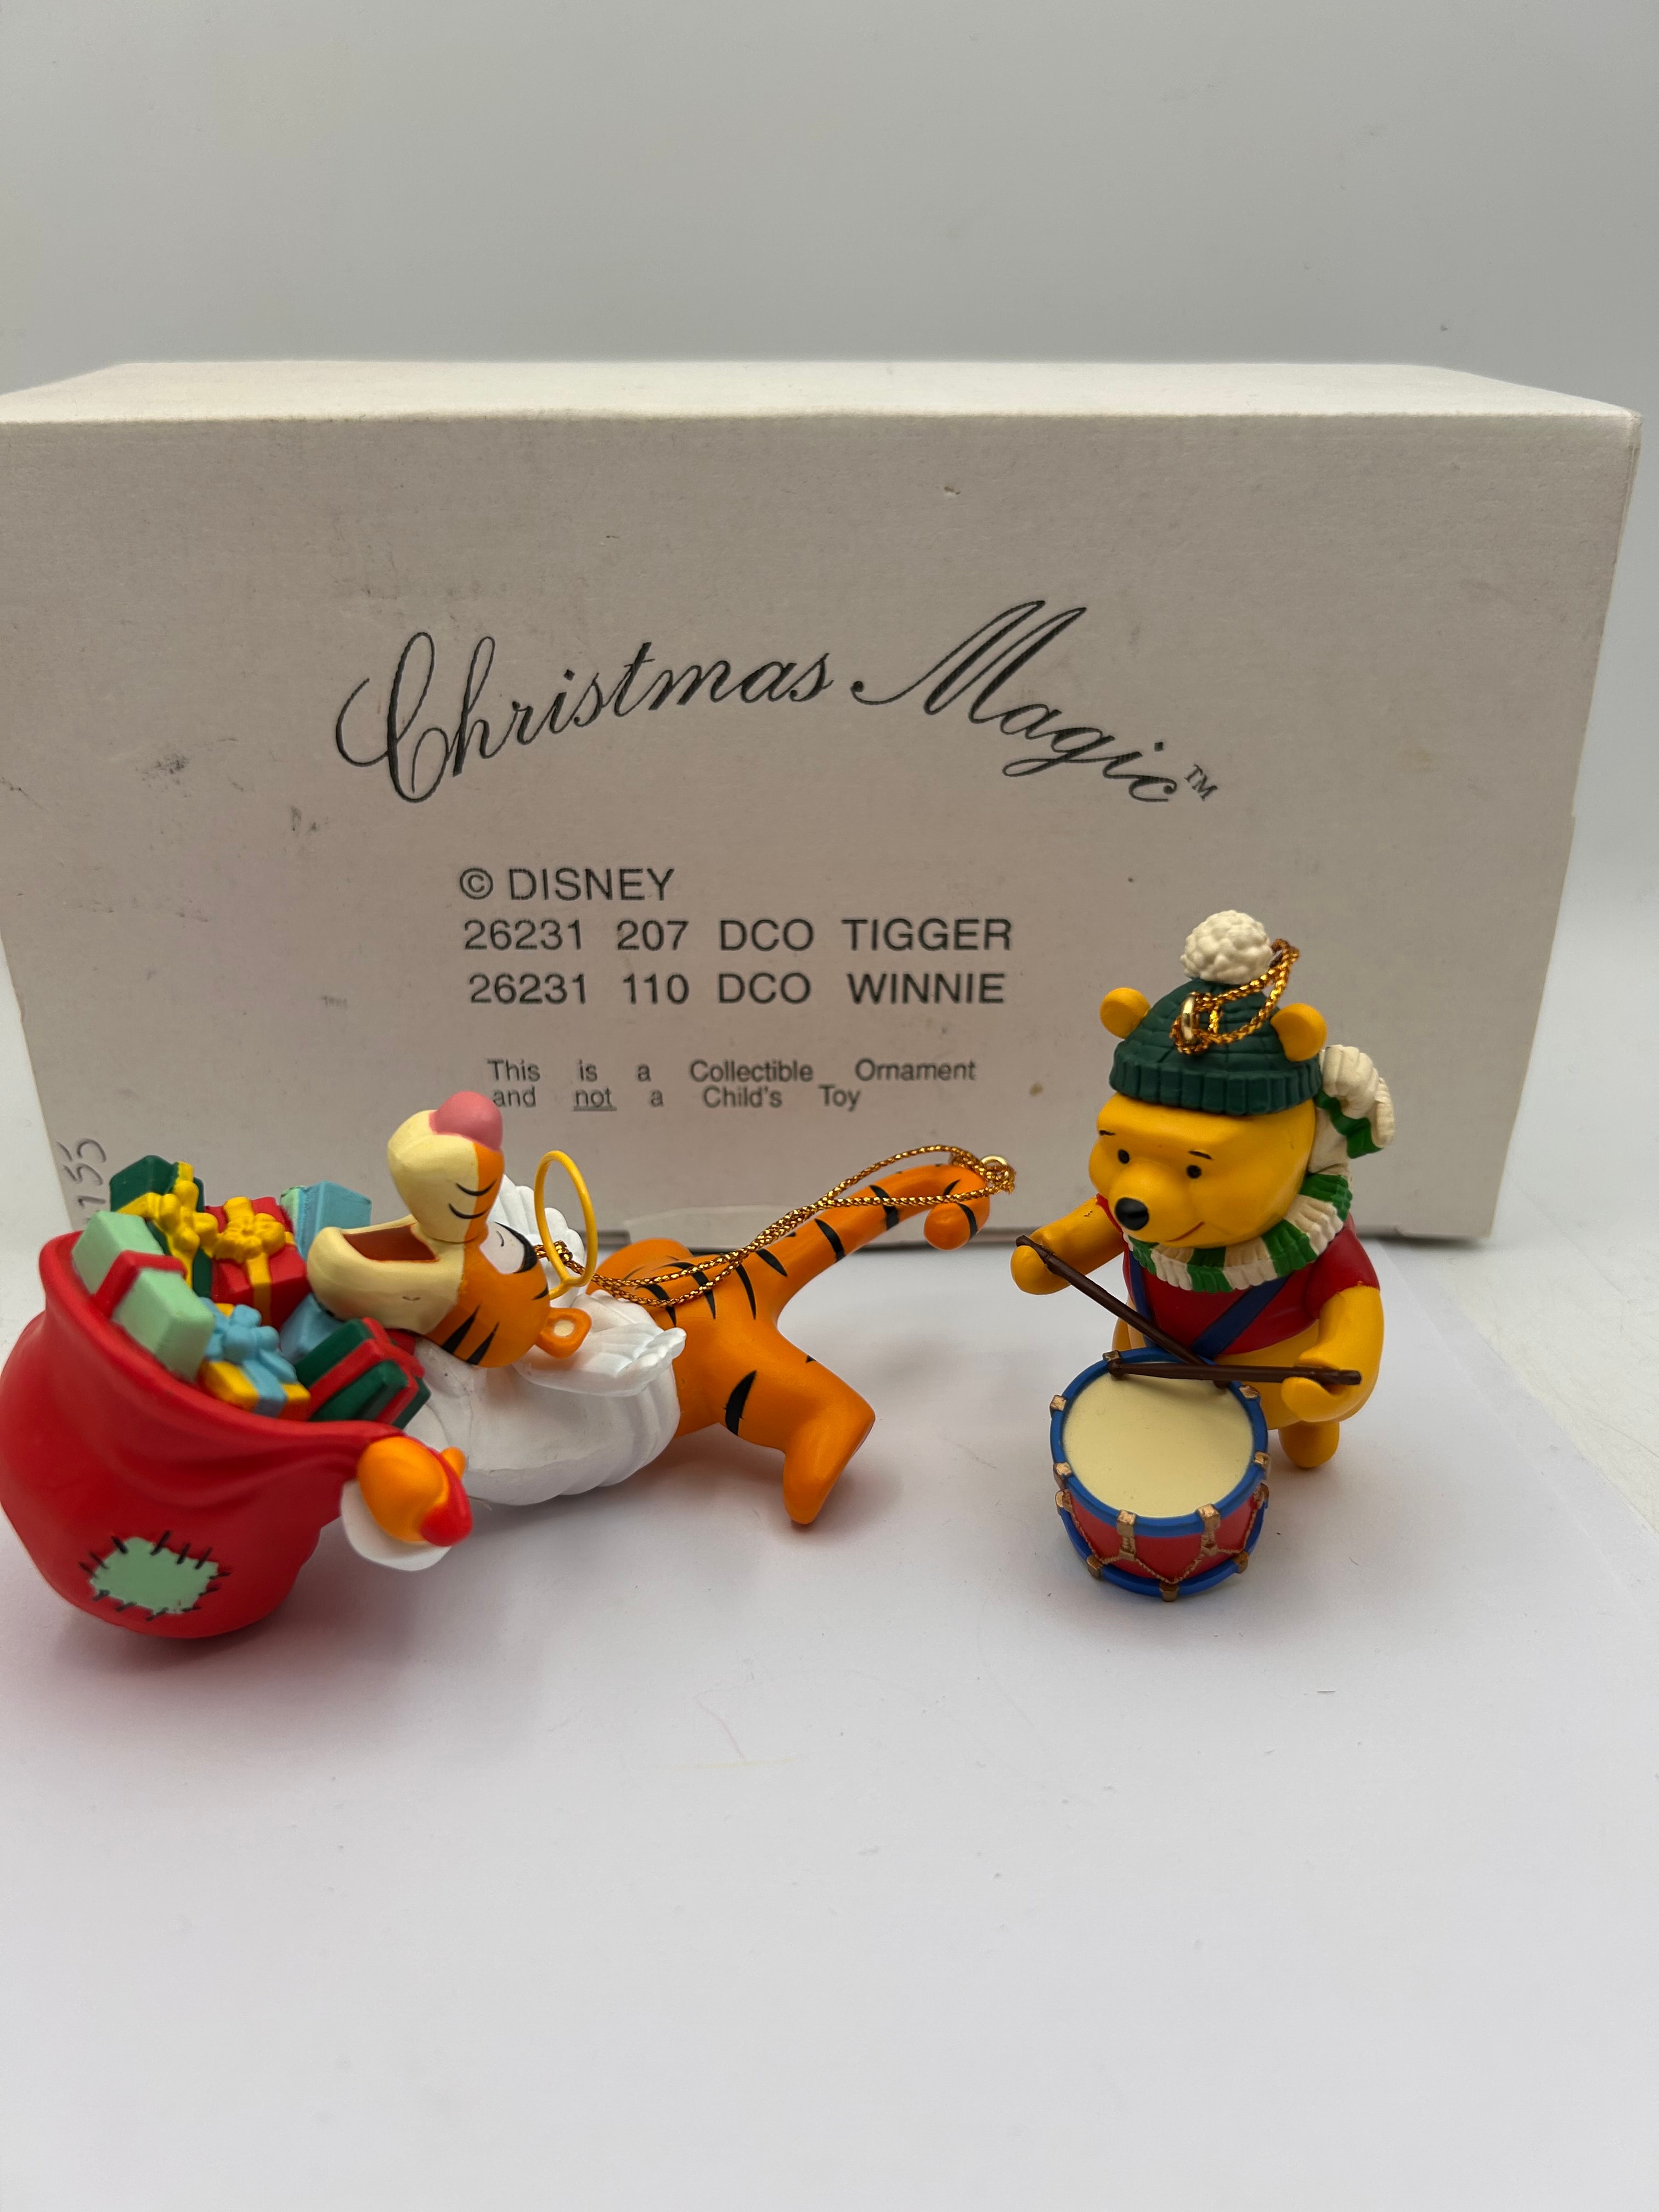 Christmas Magic™
© DISNEY
26231 207 DCO TIGGER
26231 110 DCO WINNIE
This is a Collectible Ornament
and not a Child's Toy